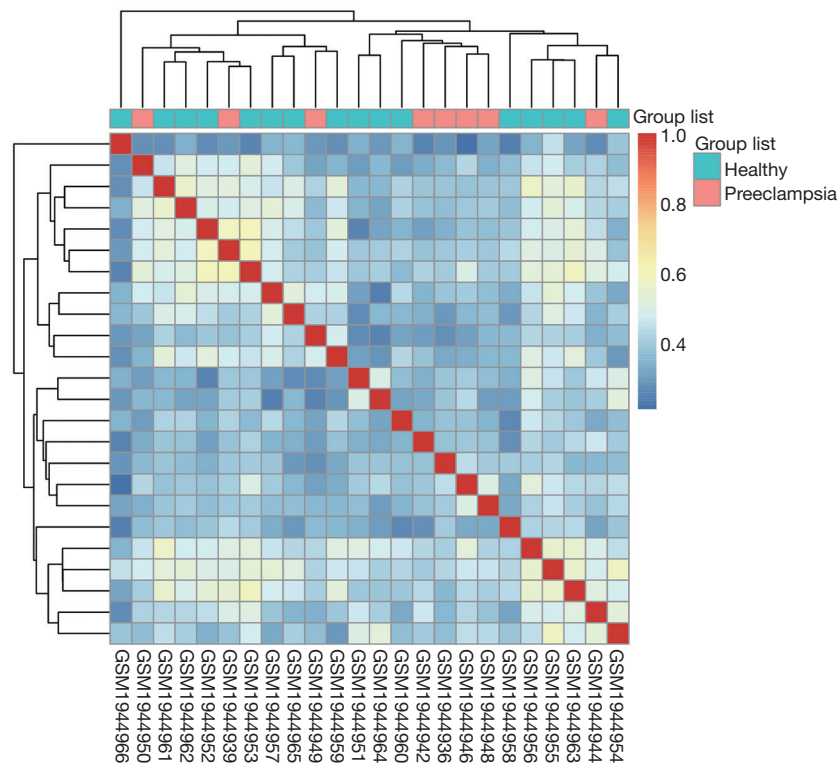 Group list
1.0
0.8
0.6
0.4
Group list
Healthy
Preeclampsia
GSM1944966
GSM1944950
GSM1944961
GSM1944962
GSM1944952
GSM1944939
GSM1944953
GSM1944957
GSM1944965
GSM1944949
GSM1944959
GSM1944951
GSM1944964
GSM1944960
GSM1944942
GSM1944936
GSM1944946
GSM1944948
GSM1944958
GSM1944956
GSM1944955
GSM1944963
GSM1944944
GSM1944954